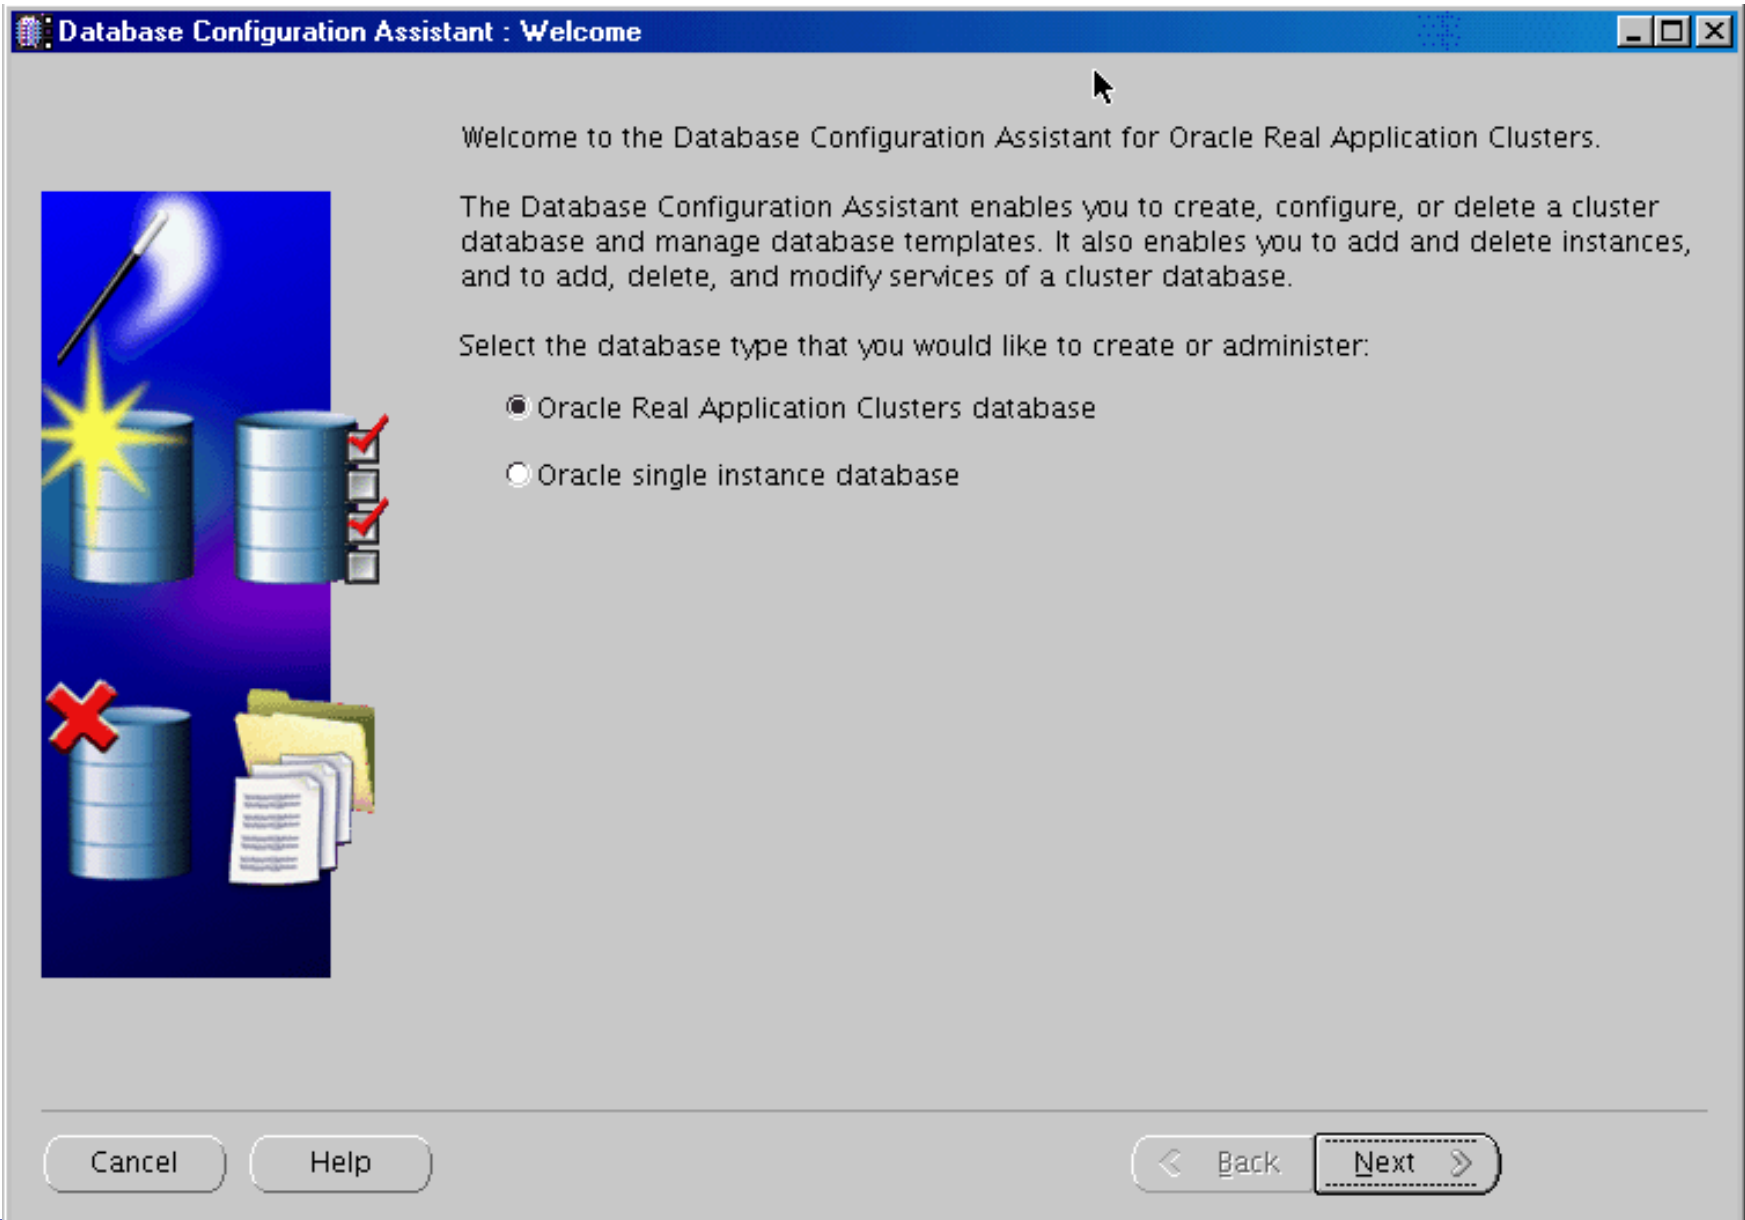 Database Configuration Assistant : Welcome
Welcome to the Database Configuration Assistant for Oracle Real Application Clusters.
The Database Configuration Assistant enables you to create, configure, or delete a cluster
database and manage database templates. It also enables you to add and delete instances,
and to add, delete, and modify services of a cluster database.
Select the database type that you would like to create or administer:
Oracle Real Application Clusters database
Oracle single instance database
Cancel
Help
Back
Next